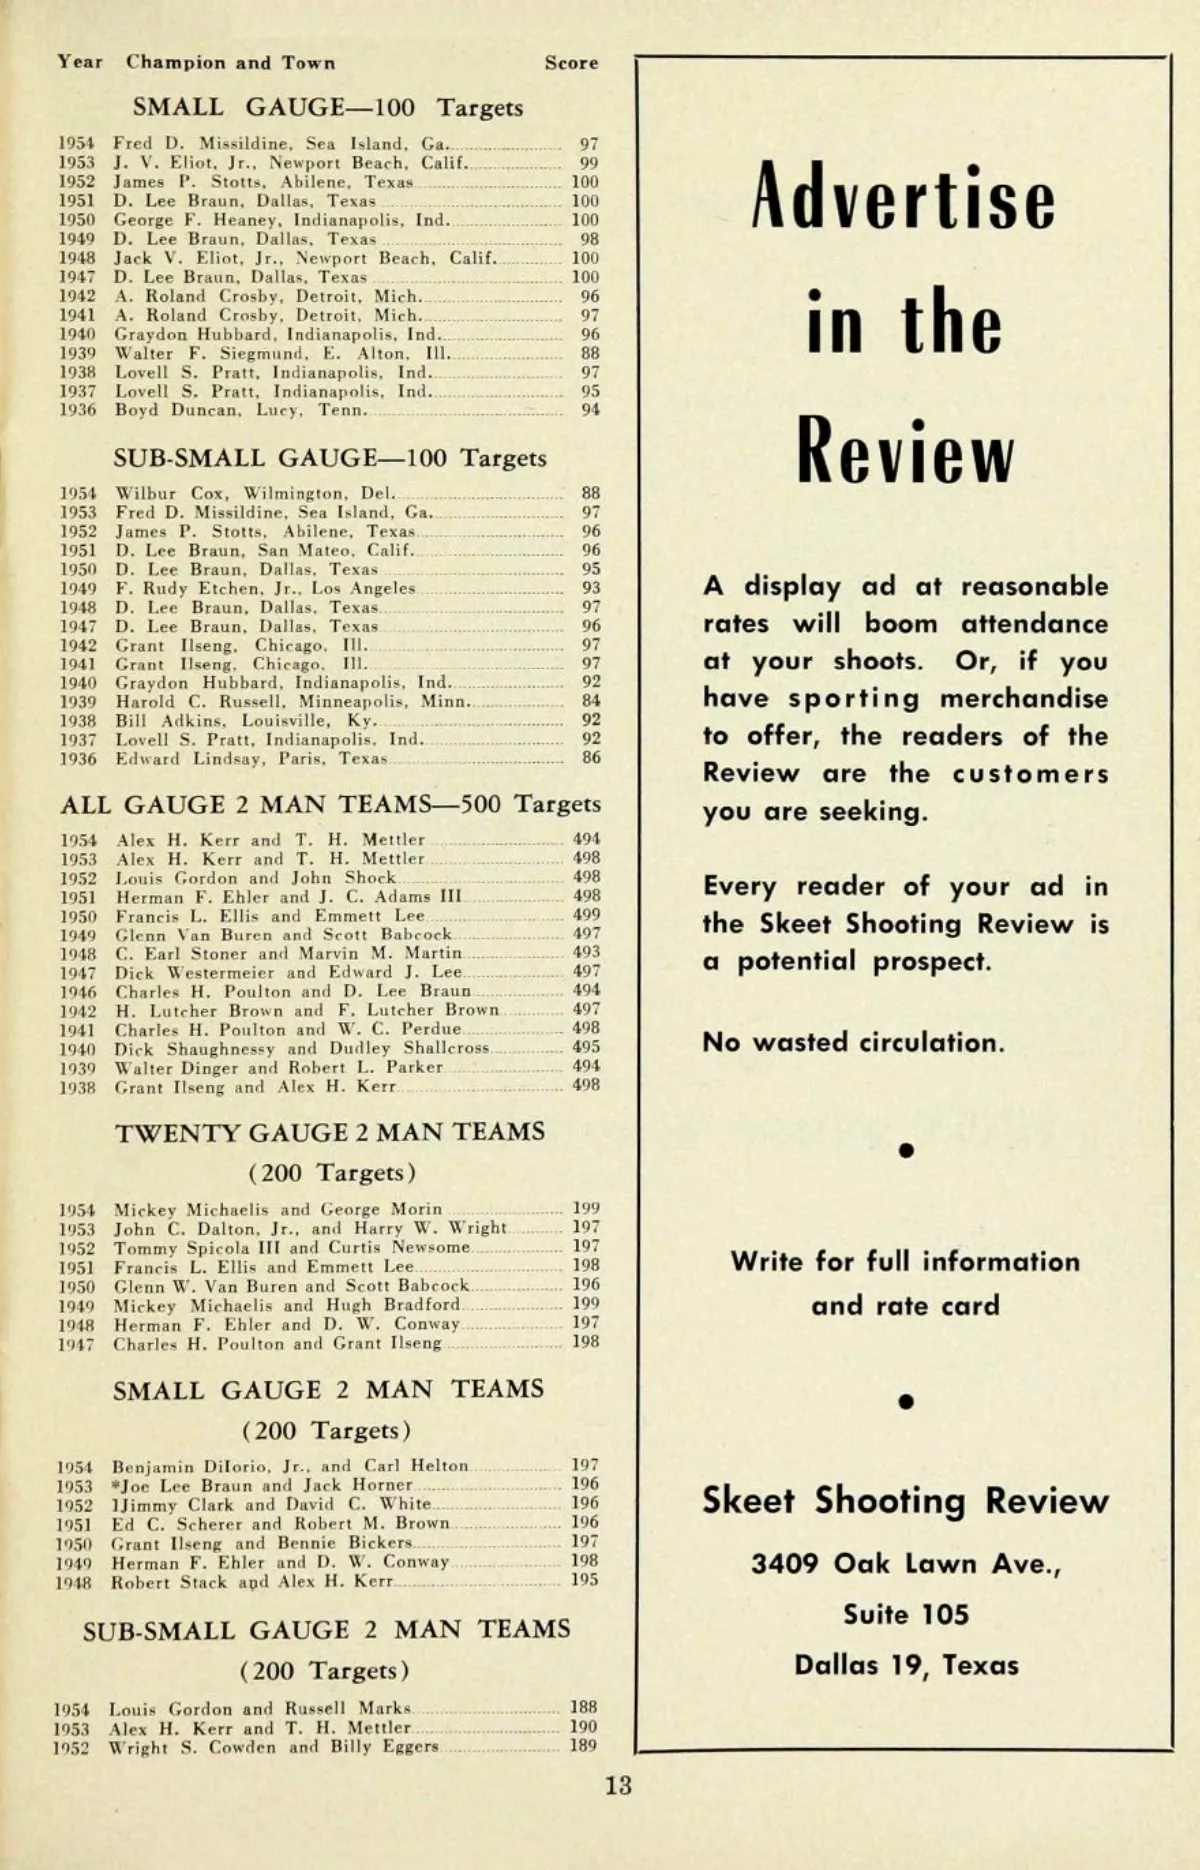 Year Champion and Town Score
SMALL GAUGE—100 Targets
1954 Fred D. Missildine, Sea Island, Ga. 97
1953 J. V. Eliot, Jr., Newport Beach, Calif. 99
1952 James P. Stotts, Abilene, Texas 100
1951 D. Lee Braun, Dallas, Texas 100
1950 George F. Heaney, Indianapolis, Ind. 100
1949 D. Lee Braun, Dallas, Texas 98
1948 Jack V. Eliot, Jr., Newport Beach, Calif. 100
1947 D. Lee Braun, Dallas, Texas 100
1942 A. Roland Crosby, Detroit, Mich. 96
1941 A. Roland Crosby, Detroit, Mich. 97
1940 Graydon Hubbard, Indianapolis, Ind. 96
1939 Walter F. Siegmund, E. Alton, Ill. 88
1938 Lovell S. Pratt, Indianapolis, Ind. 97
1937 Lovell S. Pratt, Indianapolis, Ind. 95
1936 Boyd Duncan, Lucy, Tenn. 94
SUB-SMALL GAUGE—100 Targets
1954 Wilbur Cox, Wilmington, Del. 88
1953 Fred D. Missildine, Sea Island, Ga. 97
1952 James P. Stotts, Abilene, Texas 96
1951 D. Lee Braun, San Mateo, Calif. 96
1950 D. Lee Braun, Dallas, Texas 95
1949 F. Rudy Etchen, Jr., Los Angeles 93
1948 D. Lee Braun, Dallas, Texas 97
1947 D. Lee Braun, Dallas, Texas 96
1942 Grant Ilseng, Chicago, Ill. 97
1941 Grant Ilseng, Chicago, Ill. 97
1940 Graydon Hubbard, Indianapolis, Ind. 92
1939 Harold C. Russell, Minneapolis, Minn. 84
1938 Bill Adkins, Louisville, Ky. 92
1937 Lovell S. Pratt, Indianapolis, Ind. 92
1936 Edward Lindsay, Paris, Texas 86
ALL GAUGE 2 MAN TEAMS—500 Targets
1954 Alex H. Kerr and T. H. Mettler 494
1953 Alex H. Kerr and T. H. Mettler 498
1952 Louis Gordon and John Shock 498
1951 Herman F. Ehler and J. C. Adams III 498
1950 Francis L. Ellis and Emmett Lee 499
1949 Glenn Van Buren and Scott Babcock 497
1948 C. Earl Stoner and Marvin M. Martin 493
1947 Dick Westermeier and Edward J. Lee 497
1946 Charles H. Poulton and D. Lee Braun 494
1942 H. Lutcher Brown and F. Lutcher Brown 497
1941 Charles H. Poulton and W. C. Perdue 498
1940 Dick Shaughnessy and Dudley Shallcross 495
1939 Walter Dinger and Robert L. Parker 494
1938 Grant Ilseng and Alex H. Kerr 498
TWENTY GAUGE 2 MAN TEAMS
(200 Targets)
1954 Mickey Michaelis and George Morin 199
1953 John C. Dalton, Jr., and Harry W. Wright 197
1952 Tommy Spicola III and Curtis Newsome 197
1951 Francis L. Ellis and Emmett Lee 198
1950 Glenn W. Van Buren and Scott Babcock 196
1949 Mickey Michaelis and Hugh Bradford 199
1948 Herman F. Ehler and D. W. Conway 197
1947 Charles H. Poulton and Grant Ilseng 198
SMALL GAUGE 2 MAN TEAMS
(200 Targets)
1954 Benjamin DiIorio, Jr., and Carl Helton 197
1953 *Joe Lee Braun and Jack Horner 196
1952 lJimmy Clark and David C. White 196
1951 Ed C. Scherer and Robert M. Brown 196
1950 Grant Ilseng and Bennie Bickers 197
1949 Herman F. Ehler and D. W. Conway 198
1948 Robert Stack and Alex H. Kerr 195
SUB-SMALL GAUGE 2 MAN TEAMS
(200 Targets)
1954 Louis Gordon and Russell Marks 188
1953 Alex H. Kerr and T. H. Mettler 190
1952 Wright S. Cowden and Billy Eggers 189
Advertise
in the
Review
A display ad at reasonable
rates will boom attendance
at your shoots. Or, if you
have sporting merchandise
to offer, the readers of the
Review are the customers
you are seeking.
Every reader of your ad in
the Skeet Shooting Review is
a potential prospect.
No wasted circulation.
•
Write for full information
and rate card
•
Skeet Shooting Review
3409 Oak Lawn Ave.,
Suite 105
Dallas 19, Texas
13